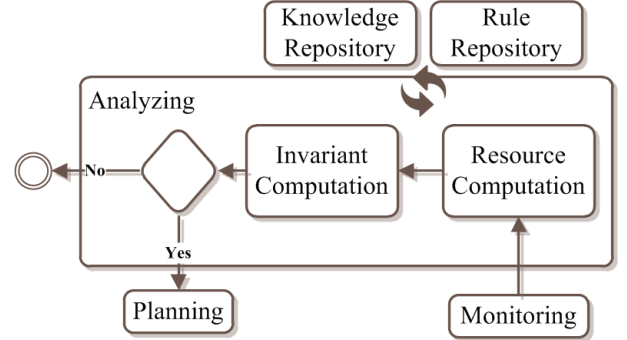 Knowledge
Repository
Rule
Repository
Analyzing
No
Invariant
Computation
Resource
Computation
Yes
Planning
Monitoring